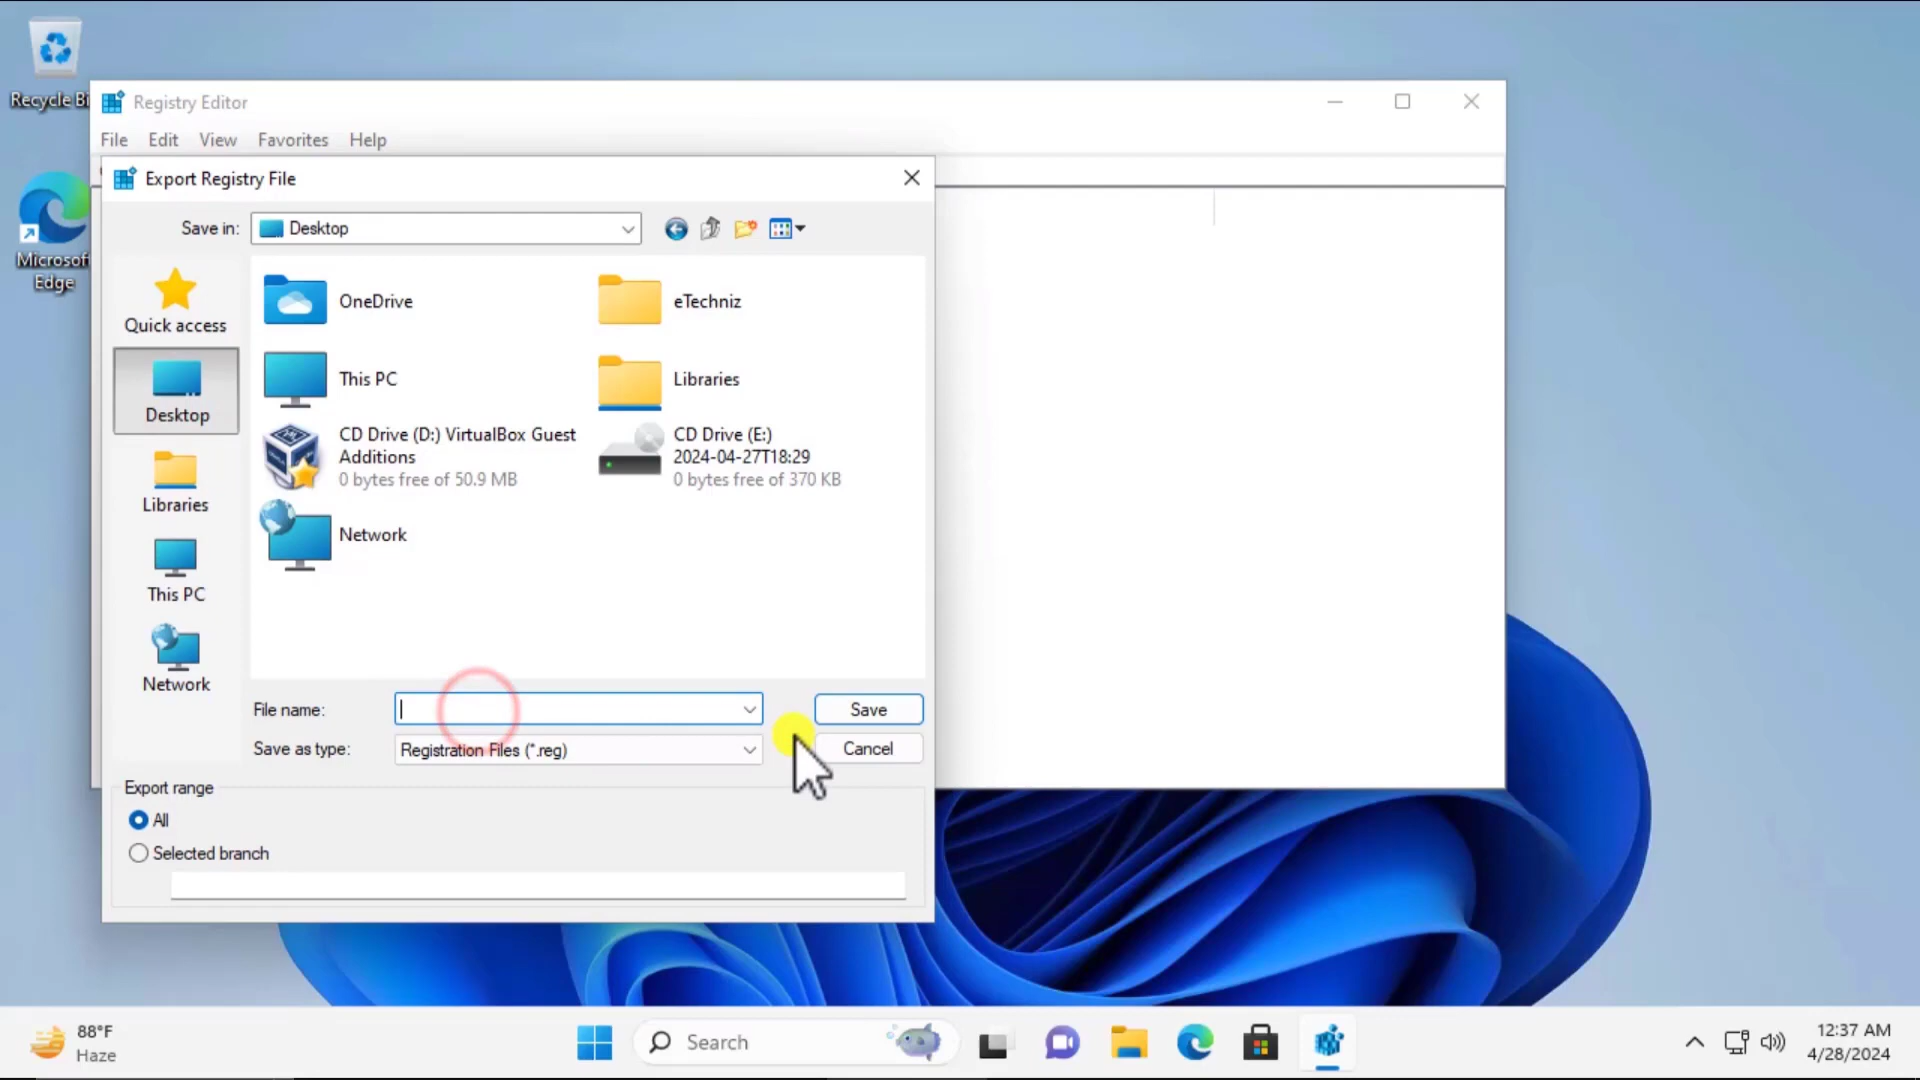 Recycle Bi
Registry Editor
File Edit View Favorites Help
Export Registry File
Save in: Desktop
Microsoft
Edge
Quick access
Desktop
Libraries
This PC
Network
OneDrive
eTechniz
This PC
Libraries
CD Drive (D:) VirtualBox Guest
Additions
0 bytes free of 50.9 MB
CD Drive (E:)
2024-04-27T18:29
0 bytes free of 370 KB
Network
File name:
Save
Save as type: Registration Files (*.reg)
Cancel
Export range
All
Selected branch
88°F
Haze
Search
12:37 AM
4/28/2024